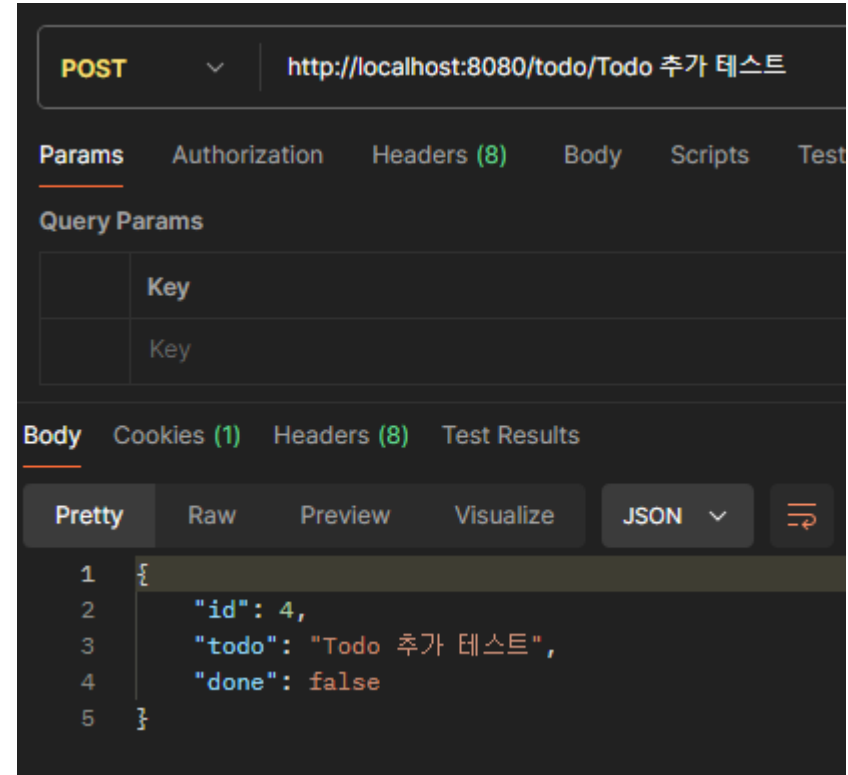 POST http://localhost:8080/todo/Todo 추가 테스트
Params Authorization Headers (8) Body Scripts Test
Query Params
Key
Key
Body Cookies (1) Headers (8) Test Results
Pretty Raw Preview Visualize JSON
1 {
2 "id": 4,
3 "todo": "Todo 추가 테스트",
4 "done": false
5 }